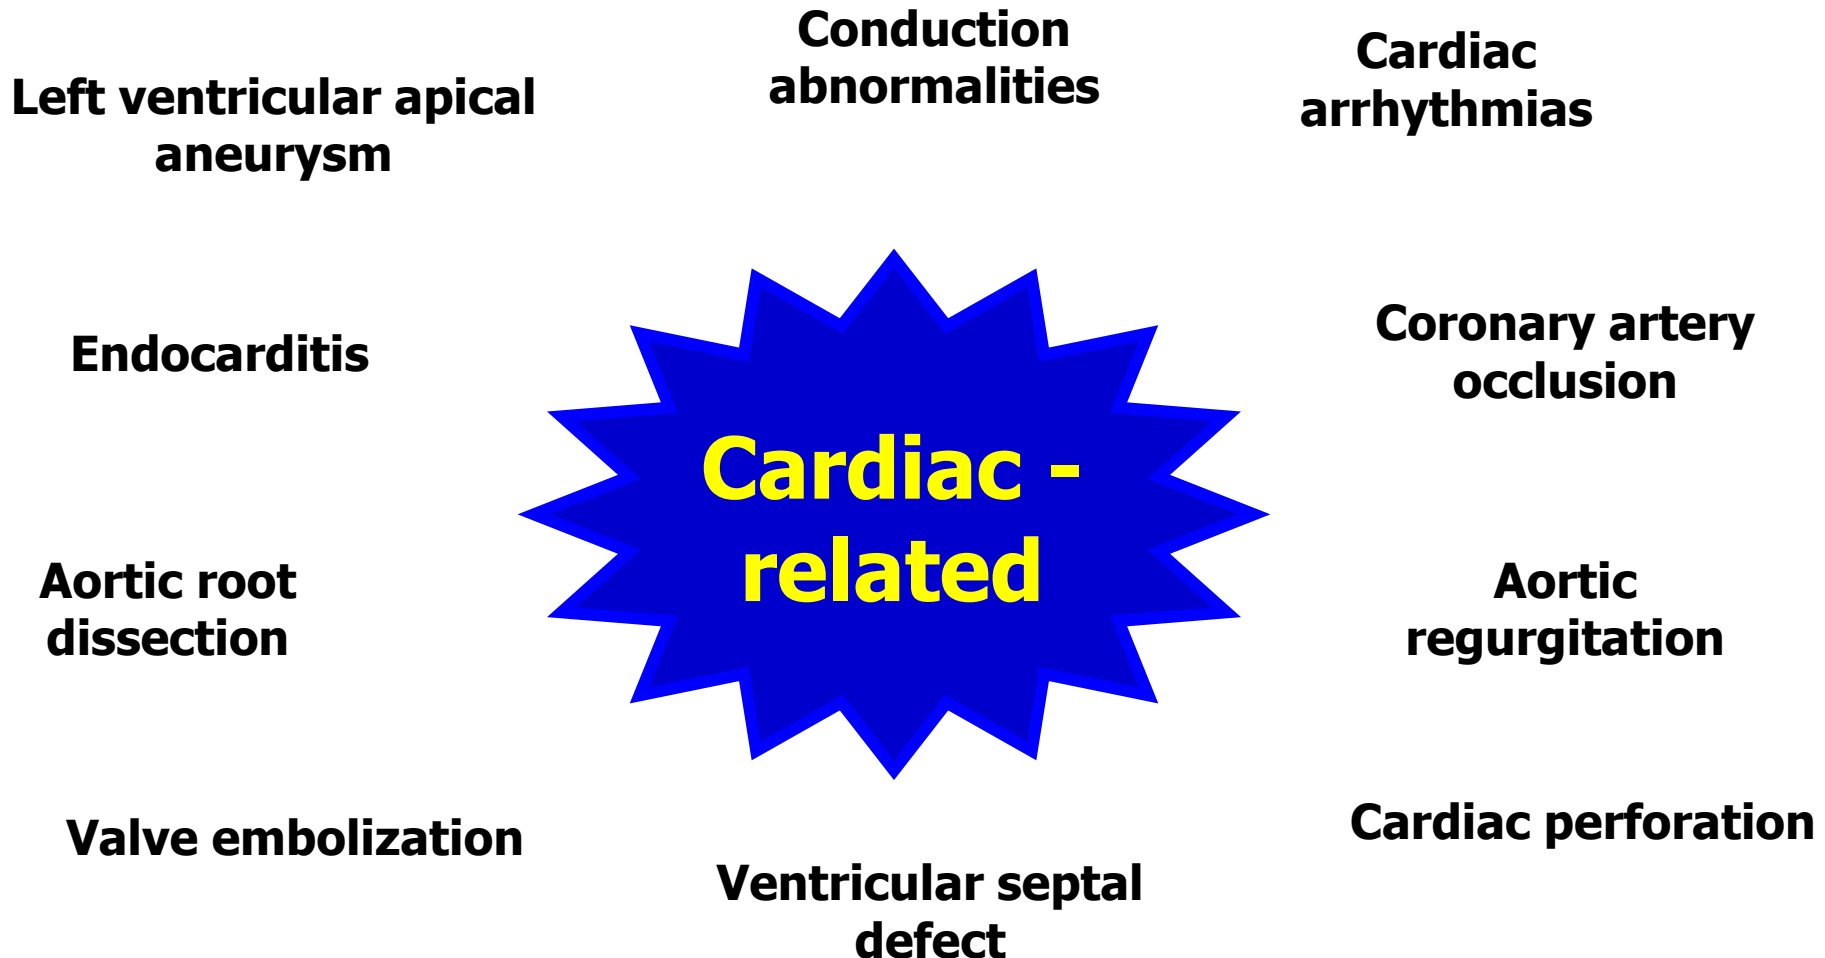 Conduction
abnormalities
Cardiac
arrhythmias
Left ventricular apical
aneurysm
Coronary artery
occlusion
Endocarditis
Cardiac -
related
Aortic root
dissection
Aortic
regurgitation
Valve embolization
Cardiac perforation
Ventricular septal
defect